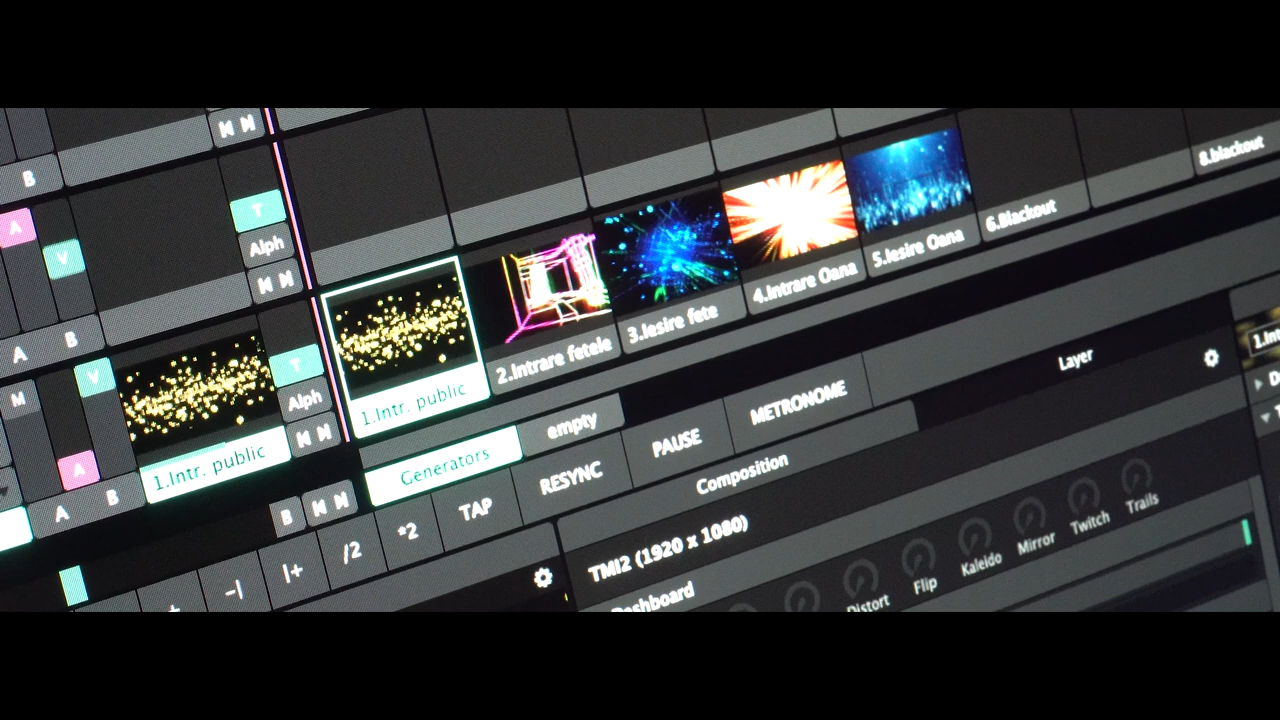 B
8.blackout
A
T
V
Alph
A
B
1.Intr. public
2.Intrare fetele
3.Iesire fete
4.Intrare Oana
5.Iesire Oana
6.Blackout
M
V
T
Alph
A
1.Intr. public
A
B
Generators
empty
Layer
B
/2
*2
TAP
RESYNC
PAUSE
METRONOME
-|
|+
Composition
TMI2 (1920 x 1080)
Distort
Flip
Kaleido
Mirror
Twitch
Trails